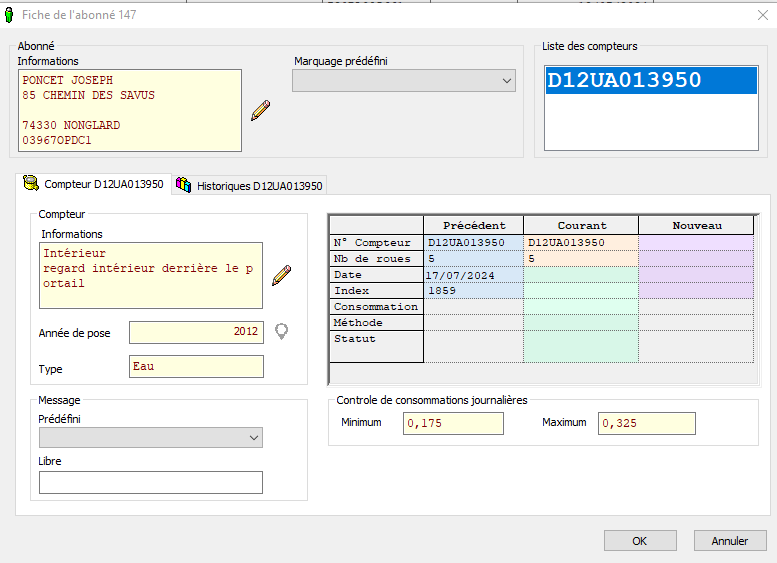 Fiche de l'abonné 147
Abonné
Informations
PONCET JOSEPH
85 CHEMIN DES SAVUS
74330 NONGLARD
03967OPDC1
Marquage prédéfini
Liste des compteurs
D12UA013950
Compteur D12UA013950
Historiques D12UA013950
Compteur
Informations
Intérieur
regard intérieur derrière le p
ortail
Année de pose 2012
Type Eau
Précédent Courant Nouveau
N° Compteur D12UA013950 D12UA013950
Nb de roues 5 5
Date 17/07/2024
Index 1859
Consommation
Méthode
Statut
Message
Prédéfini
Libre
Controle de consommations journalières
Minimum 0,175 Maximum 0,325
OK Annuler